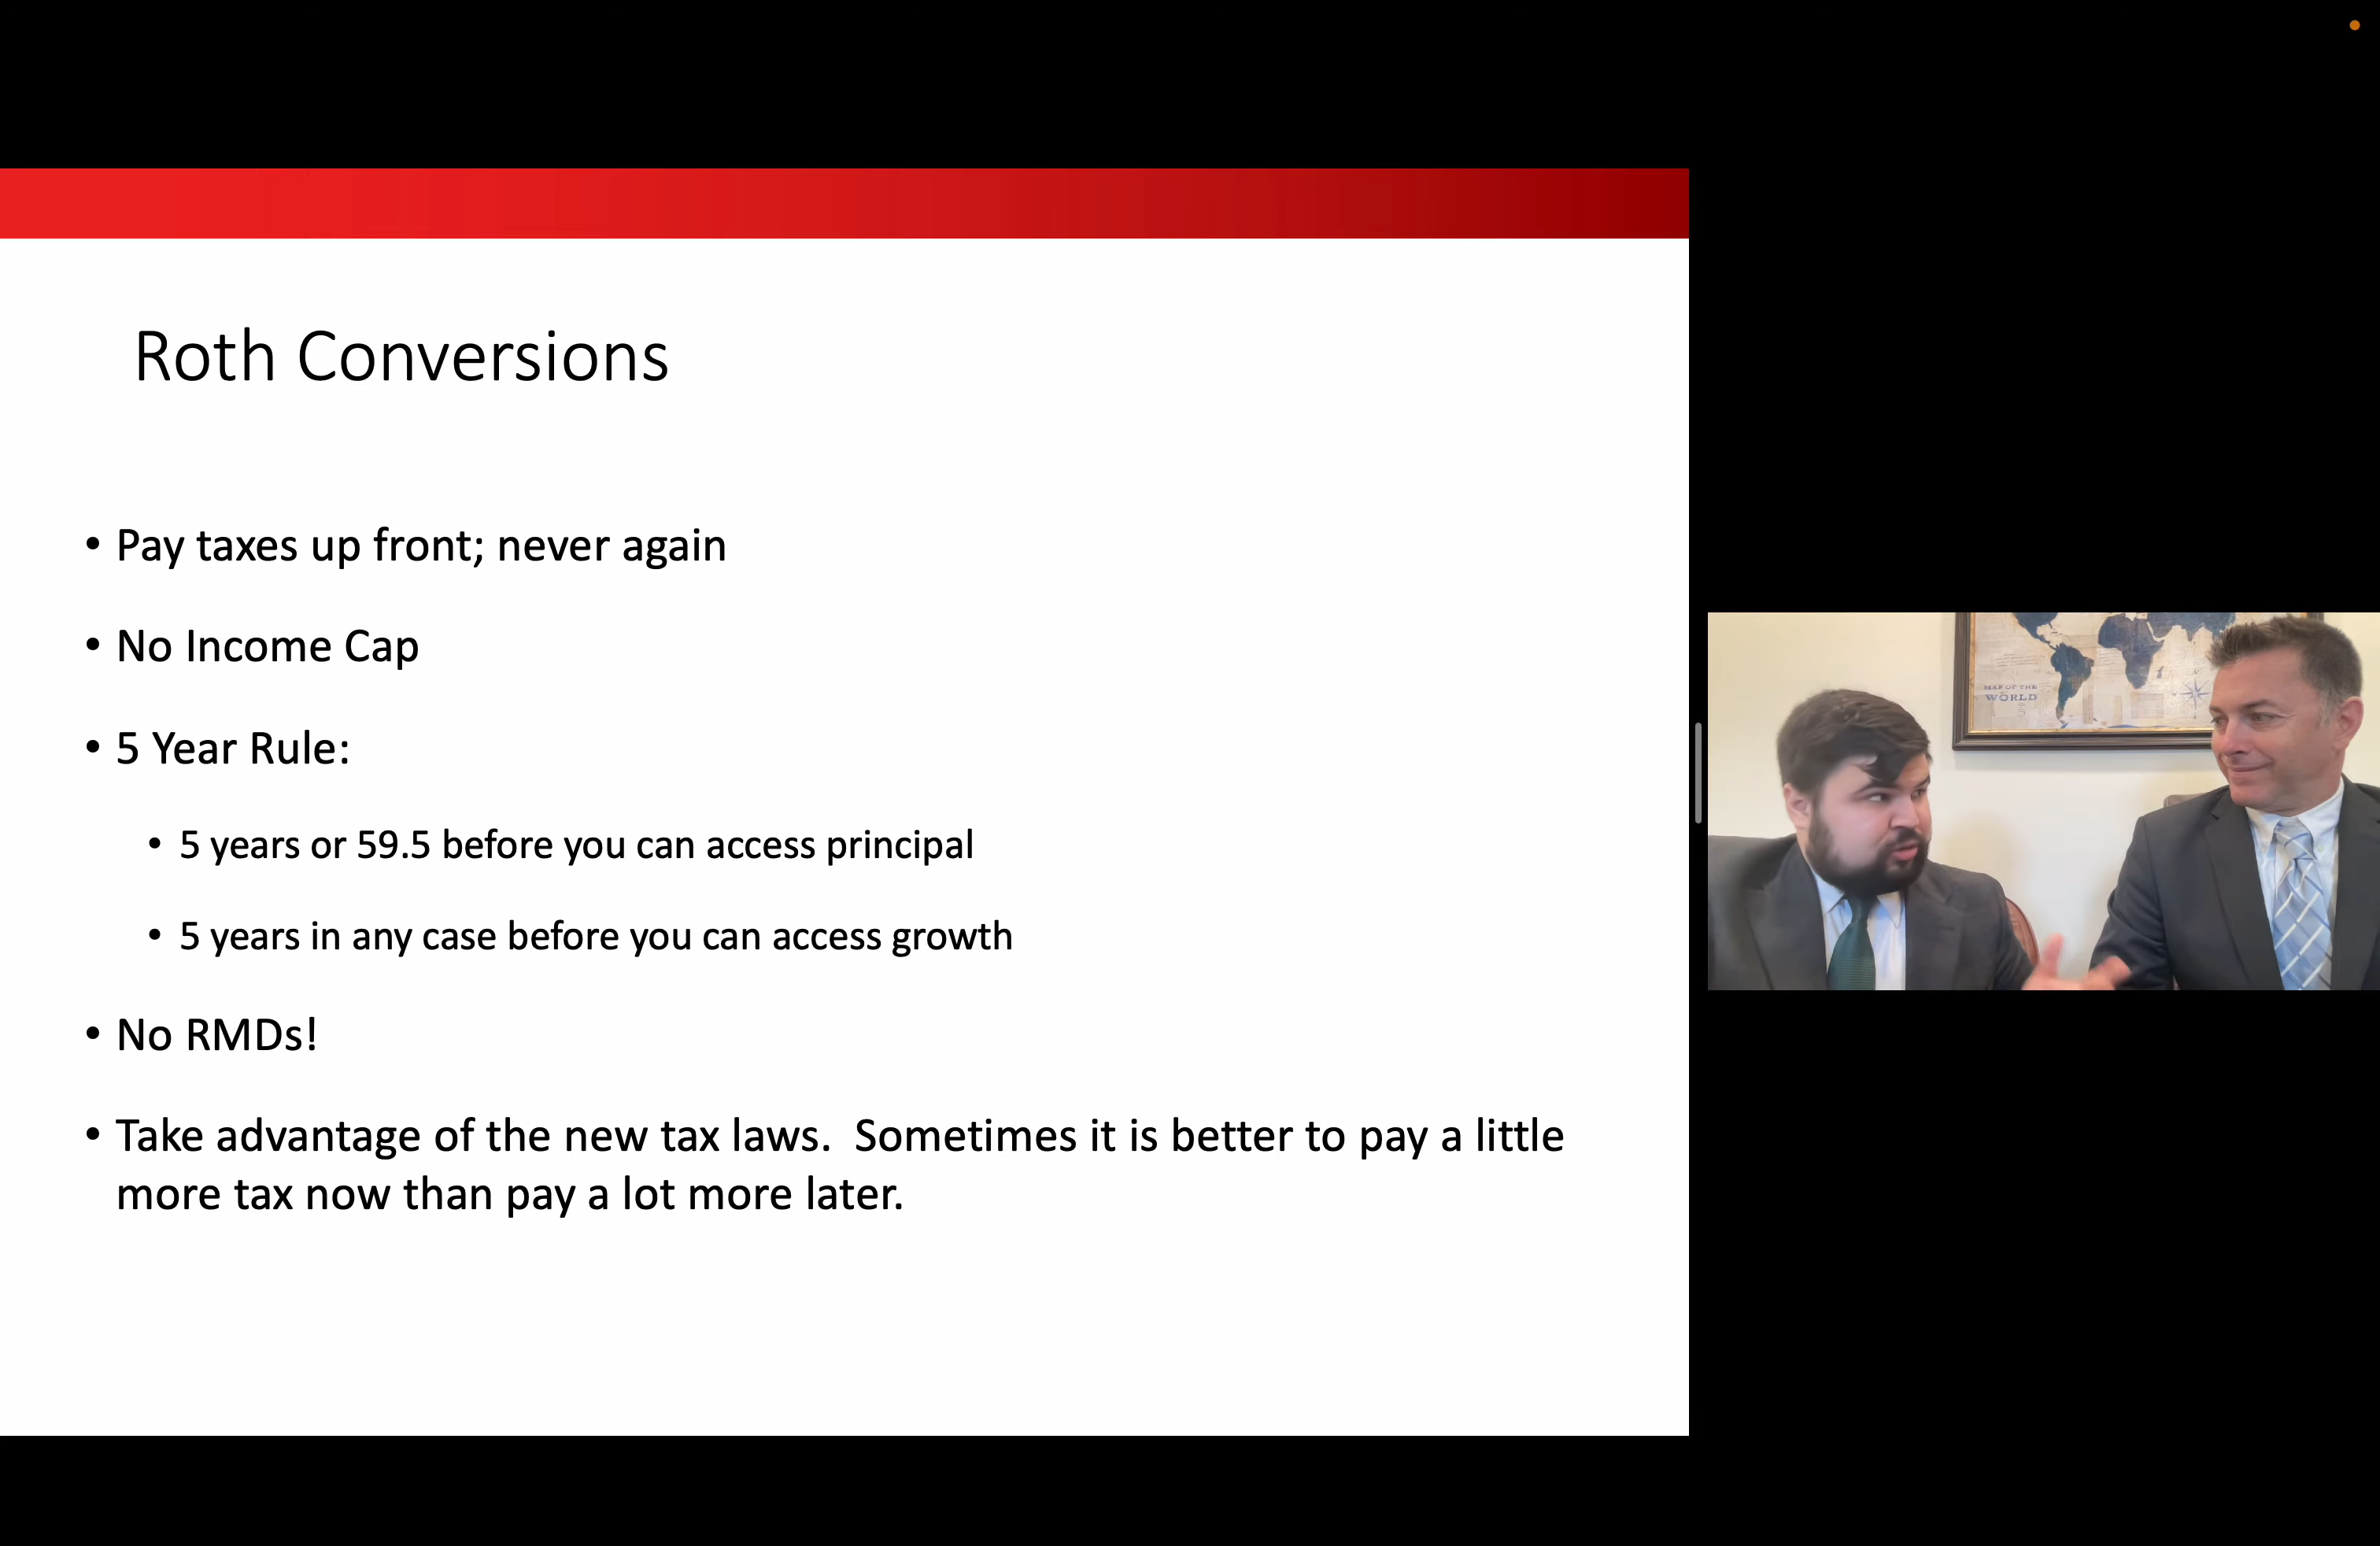 Roth Conversions
• Pay taxes up front; never again
• No Income Cap
• 5 Year Rule:
• 5 years or 59.5 before you can access principal
• 5 years in any case before you can access growth
• No RMDs!
• Take advantage of the new tax laws.  Sometimes it is better to pay a little
more tax now than pay a lot more later.
MAP OF THE
WORLD